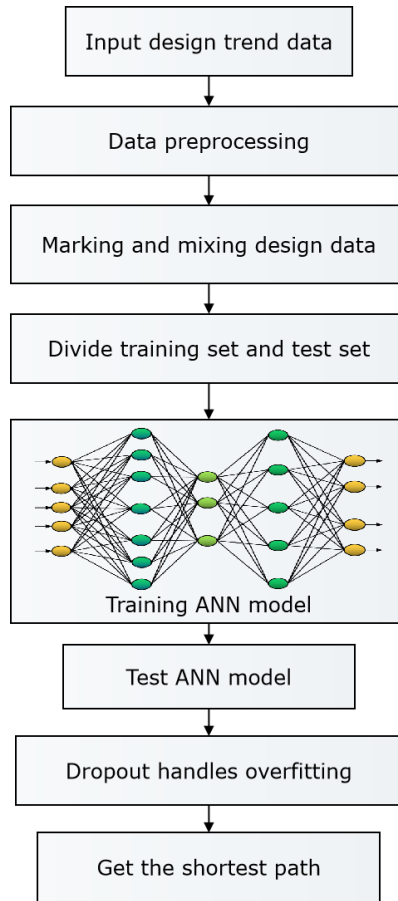 Input design trend data
Data preprocessing
Marking and mixing design data
Divide training set and test set
Training ANN model
Test ANN model
Dropout handles overfitting
Get the shortest path